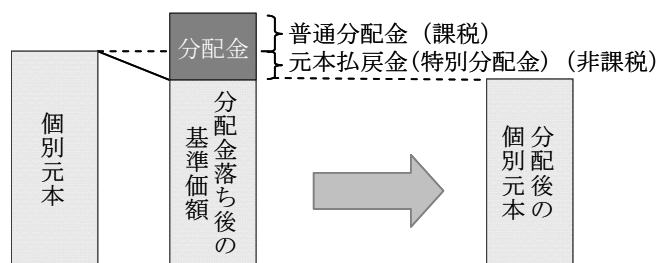 分配金
普通分配金（課税）
元本払戻金(特別分配金)（非課税）
個別元本
分配金落ち後の
基準価額
分配後の
個別元本